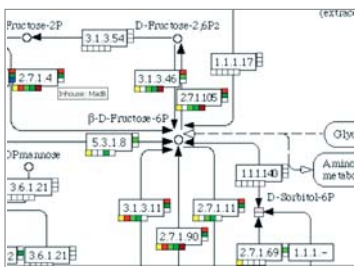 (extrac
Fructose-2P
3.1.3.54
D-Fructose-2,6P2
1.1.1.17
2.7.1.4
3.1.3.46
Inhouse: MadB
2.7.1.105
β-D-Fructose-6P
5.3.1.8
Gly
DPmannose
Amino
metabo
3.6.1.21
1.1.1.140
D-Sorbitol-6P
3.1.3.11
2.7.1.11
2.7.1.90
3.6.1.21
2.7.1.69
1.1.1.-